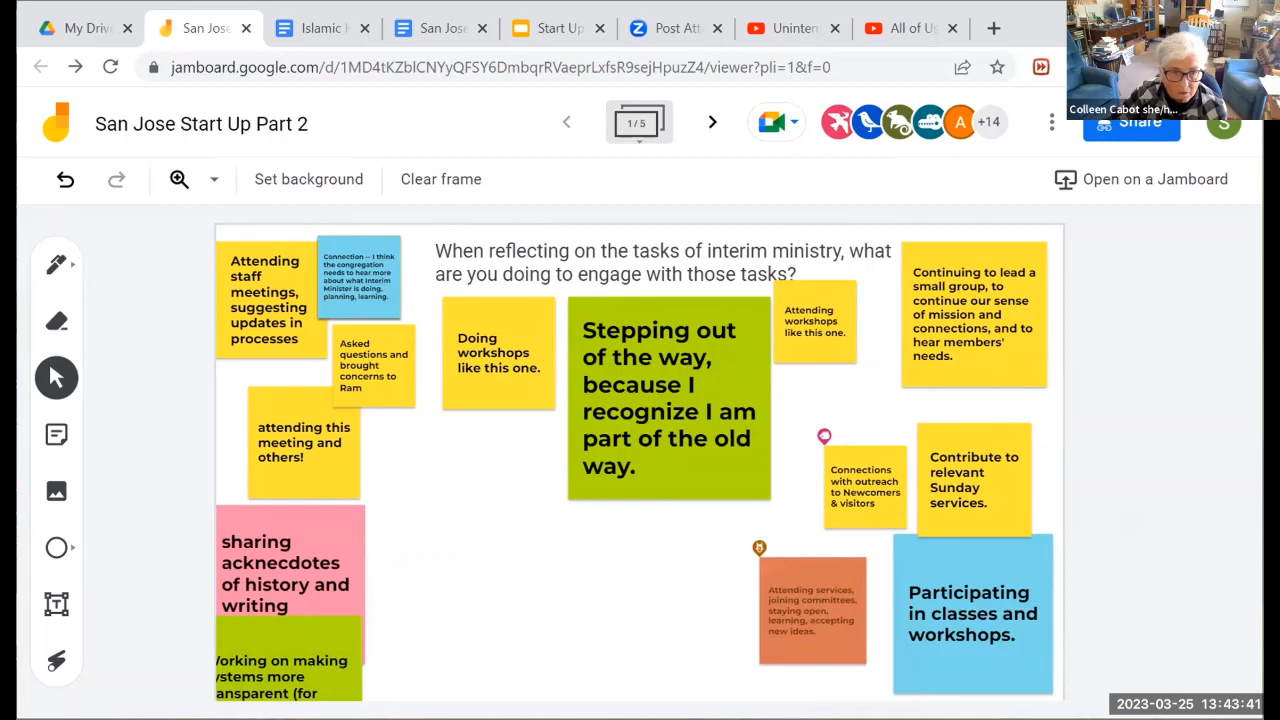 My Driv
San Jose
Islamic H
San Jose
Start Up
Post Att
Uninten
All of Us
jamboard.google.com/d/
/viewer?pli=1&f=0
Colleen Cabot she/h...
San Jose Start Up Part 2
1/5
A
+14
Share
S
Set background
Clear frame
Open on a Jamboard
When reflecting on the tasks of interim ministry, what
are you doing to engage with those tasks?
Attending
staff
meetings,
suggesting
updates in
processes
Connection -- I think
the congregation
needs to hear more
about what Interim
Minister is doing,
planning, learning.
Asked
questions and
brought
concerns to
Ram
attending this
meeting and
others!
sharing
acknecdotes
of history and
writing
Working on making
systems more
transparent (for
Doing
workshops
like this one.
Stepping out
of the way,
because I
recognize I am
part of the old
way.
Attending
workshops
like this one.
Continuing to lead a
small group, to
continue our sense
of mission and
connections, and to
hear members'
needs.
Connections
with outreach
to Newcomers
& visitors
Contribute to
relevant
Sunday
services.
Attending services,
joining committees,
staying open,
learning, accepting
new ideas.
Participating
in classes and
workshops.
2023-03-25 13:43:41